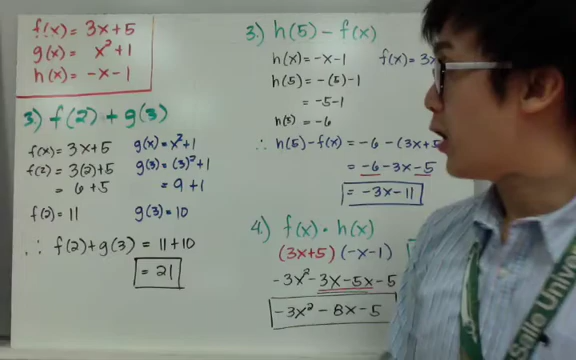 f(x) = 3x+5
g(x) = x²+1
h(x) = -x-1
3.) f(2) + g(3)
f(x) = 3x+5
f(2) = 3(2)+5
= 6+5
f(2) = 11
g(x) = x²+1
g(3) = (3)²+1
= 9+1
g(3) = 10
∴ f(2)+g(3) = 11+10
= 21
3.) h(5) - f(x)
h(x) = -x-1
h(5) = -(5)-1
= -5-1
h(5) = -6
f(x) = 3x
∴ h(5)-f(x) = -6-(3x+5
= -6-3x-5
= -3x-11
4.) f(x) · h(x)
(3x+5)(-x-1)
-3x²-3x-5x-5
-3x²-8x-5